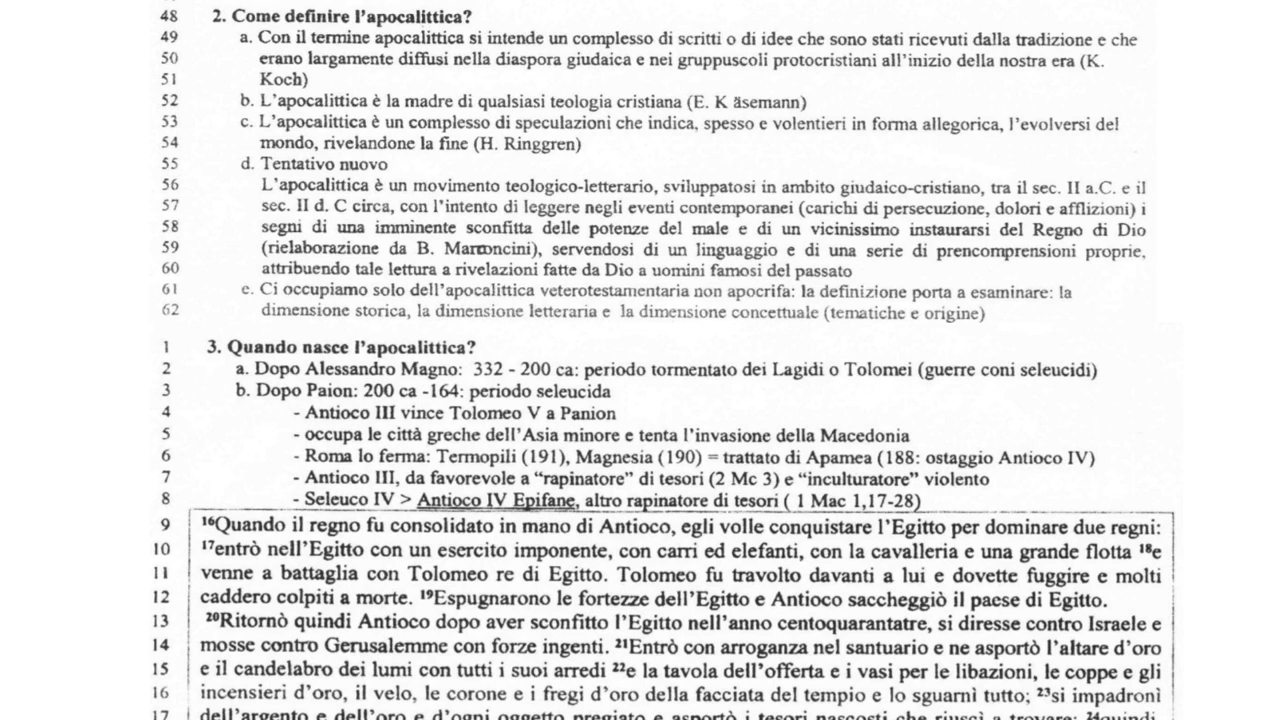 48 2. Come definire l'apocalittica?
49 a. Con il termine apocalittica si intende un complesso di scritti o di idee che sono stati ricevuti dalla tradizione e che
50 erano largamente diffusi nella diaspora giudaica e nei gruppuscoli protocristiani all'inizio della nostra era (K.
51 Koch)
52 b. L'apocalittica è la madre di qualsiasi teologia cristiana (E. K äsemann)
53 c. L'apocalittica è un complesso di speculazioni che indica, spesso e volentieri in forma allegorica, l'evolversi del
54 mondo, rivelandone la fine (H. Ringgren)
55 d. Tentativo nuovo
56 L'apocalittica è un movimento teologico-letterario, sviluppatosi in ambito giudaico-cristiano, tra il sec. II a.C. e il
57 sec. II d. C circa, con l'intento di leggere negli eventi contemporanei (carichi di persecuzione, dolori e afflizioni) i
58 segni di una imminente sconfitta delle potenze del male e di un vicinissimo instaurarsi del Regno di Dio
59 (rielaborazione da B. Marconcini), servendosi di un linguaggio e di una serie di prencomprensioni proprie,
60 attribuendo tale lettura a rivelazioni fatte da Dio a uomini famosi del passato
61 e. Ci occupiamo solo dell'apocalittica veterotestamentaria non apocrifa: la definizione porta a esaminare: la
62 dimensione storica, la dimensione letteraria e la dimensione concettuale (tematiche e origine)
1 3. Quando nasce l'apocalittica?
2 a. Dopo Alessandro Magno: 332 - 200 ca: periodo tormentato dei Lagidi o Tolomei (guerre coni seleucidi)
3 b. Dopo Paion: 200 ca -164: periodo seleucida
4 - Antioco III vince Tolomeo V a Panion
5 - occupa le città greche dell'Asia minore e tenta l'invasione della Macedonia
6 - Roma lo ferma: Termopili (191), Magnesia (190) = trattato di Apamea (188: ostaggio Antioco IV)
7 - Antioco III, da favorevole a "rapinatore" di tesori (2 Mc 3) e "inculturatore" violento
8 - Seleuco IV > Antioco IV Epifane, altro rapinatore di tesori ( 1 Mac 1,17-28)
9 ¹⁶Quando il regno fu consolidato in mano di Antioco, egli volle conquistare l'Egitto per dominare due regni:
10 ¹⁷entrò nell'Egitto con un esercito imponente, con carri ed elefanti, con la cavalleria e una grande flotta ¹⁸e
11 venne a battaglia con Tolomeo re di Egitto. Tolomeo fu travolto davanti a lui e dovette fuggire e molti
12 caddero colpiti a morte. ¹⁹Espugnarono le fortezze dell'Egitto e Antioco saccheggiò il paese di Egitto.
13 ²⁰Ritornò quindi Antioco dopo aver sconfitto l'Egitto nell'anno centoquarantatre, si diresse contro Israele e
14 mosse contro Gerusalemme con forze ingenti. ²¹Entrò con arroganza nel santuario e ne asportò l'altare d'oro
15 e il candelabro dei lumi con tutti i suoi arredi ²²e la tavola dell'offerta e i vasi per le libazioni, le coppe e gli
16 incensieri d'oro, il velo, le corone e i fregi d'oro della facciata del tempio e lo sguarnì tutto; ²³si impadronì
17 dell'argento e dell'oro e d'ogni oggetto pregiato e asportò i tesori nascosti che riuscì a trovare; ²⁴quindi,